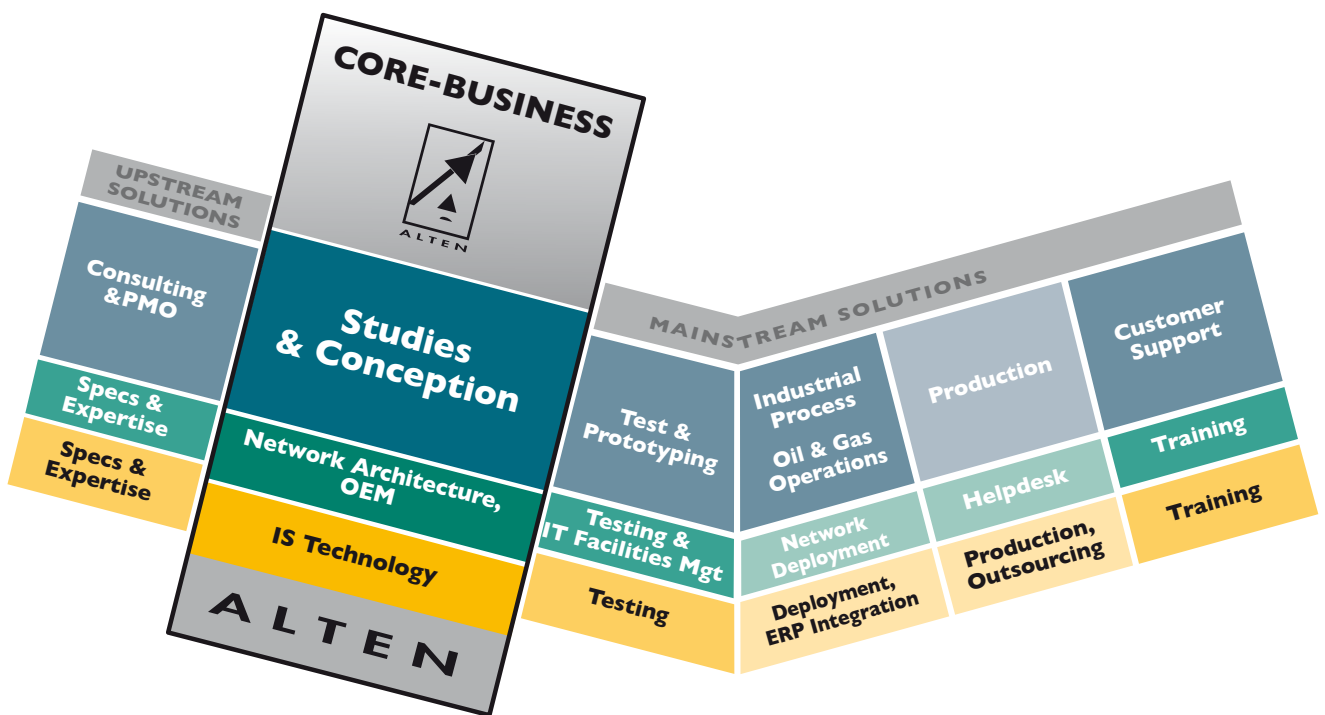 CORE-BUSINESS
ALTEN
UPSTREAM
SOLUTIONS
Consulting
&PMO
Specs &
Expertise
Specs &
Expertise
Studies
& Conception
Network Architecture,
OEM
IS Technology
ALTEN
MAINSTREAM SOLUTIONS
Test &
Prototyping
Testing &
IT Facilities Mgt
Testing
Industrial
Process
Oil & Gas
Operations
Network
Deployment
Deployment,
ERP Integration
Production
Helpdesk
Production,
Outsourcing
Customer
Support
Training
Training